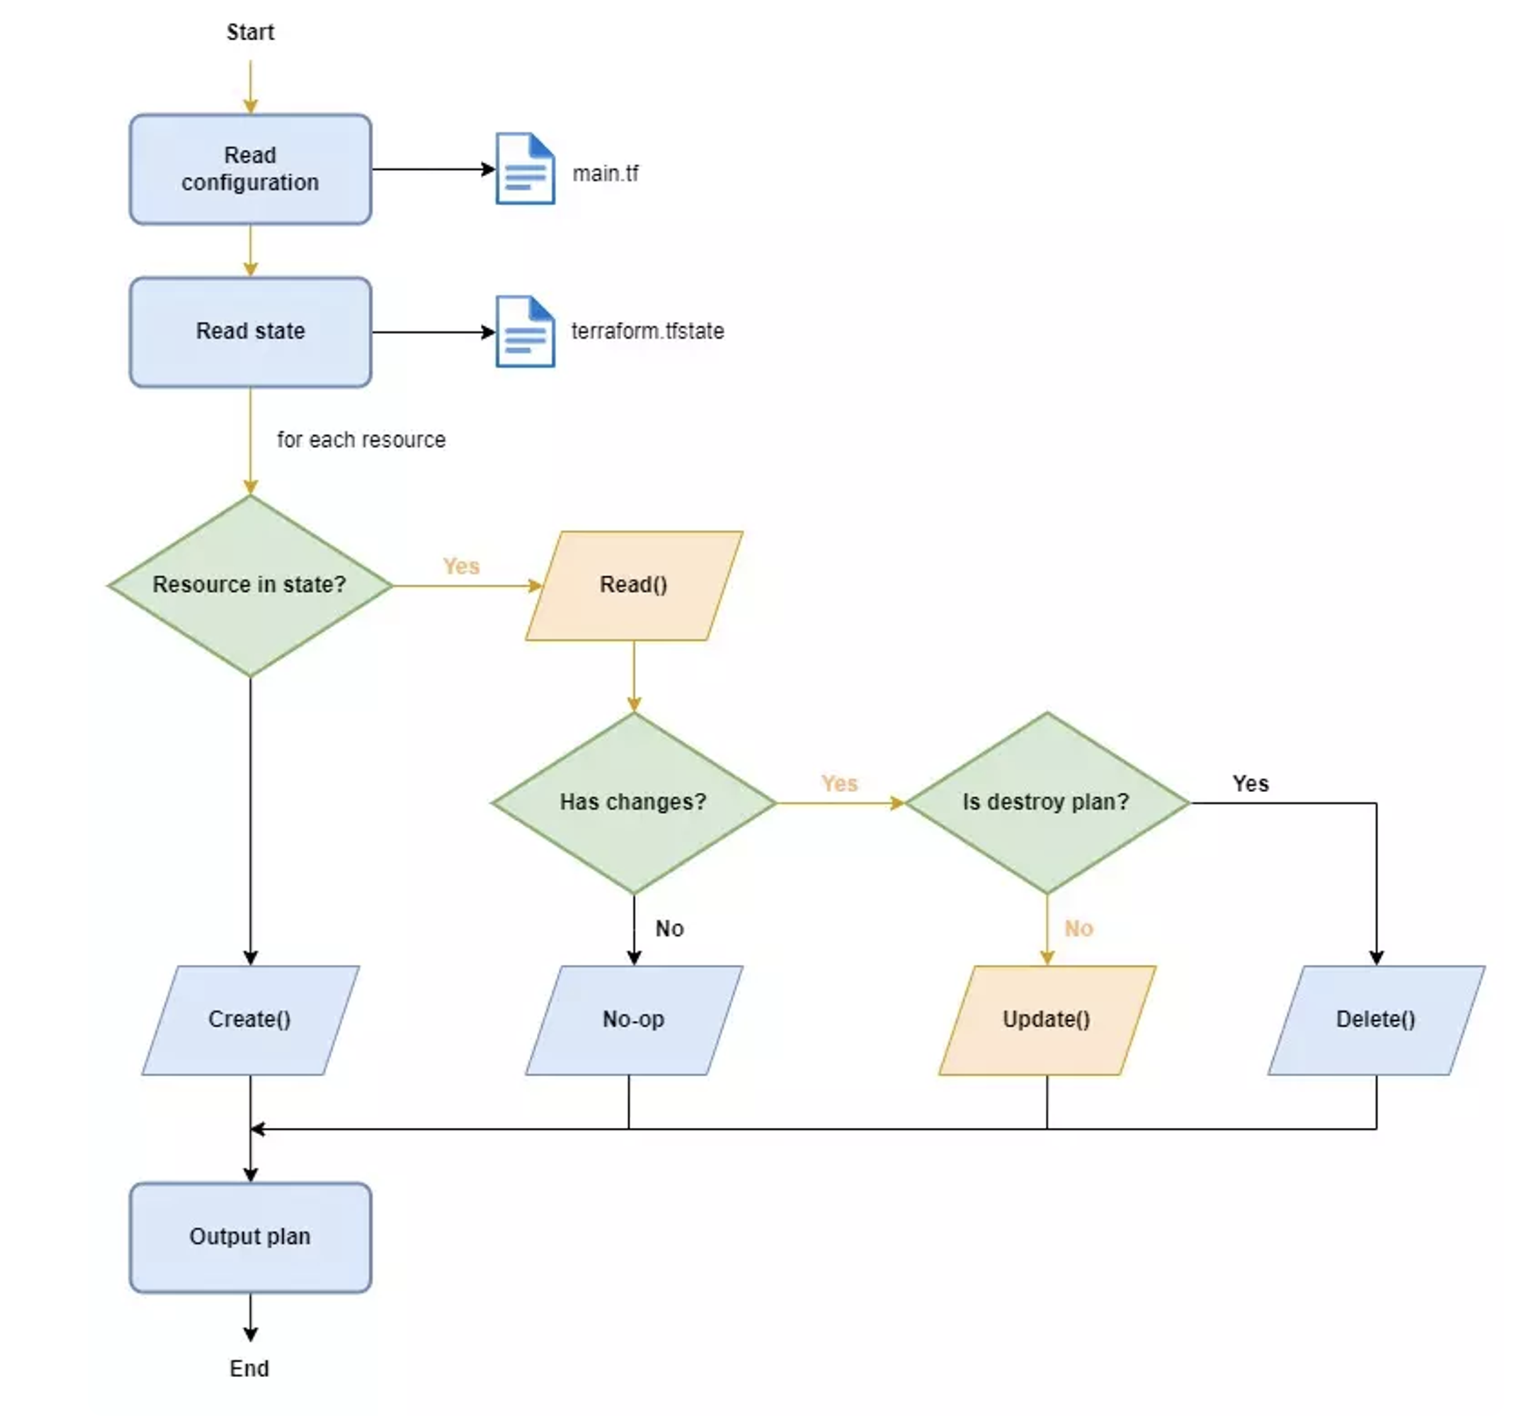 Start
Read
configuration
main.tf
Read state
terraform.tfstate
for each resource
Resource in state?
Yes
Read()
Has changes?
Yes
Is destroy plan?
Yes
No
No
Create()
No-op
Update()
Delete()
Output plan
End